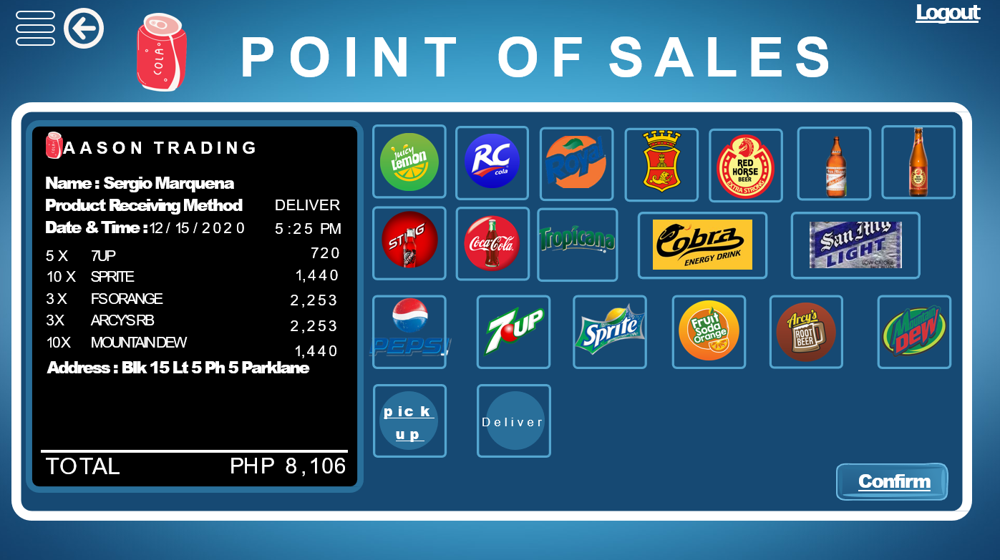 Logout
COLA
POINT OF SALES
COLA
AASON TRADING
Name : Sergio Marquena
Product Receiving Method DELIVER
Date & Time : 12/15/2020 5:25 PM
5 X 7UP 720
10 X SPRITE 1,440
3 X FS ORANGE 2,253
3X ARCY'S RB 2,253
10X MOUNTAIN DEW 1,440
Address : Blk 15 Lt 5 Ph 5 Parklane
TOTAL PHP 8,106
Juicy
Lemon
RC
cola
Royal
RED
HORSE
BEER
EXTRA STRONG
STING
Coca-Cola
Tropicana
Cobra
ENERGY DRINK
San Mig
LIGHT
PEPSI
7UP
Sprite
Fruit
Soda
Orange
Arcy's
ROOT
BEER
Mountain
DEW
pick
up
Deliver
Confirm